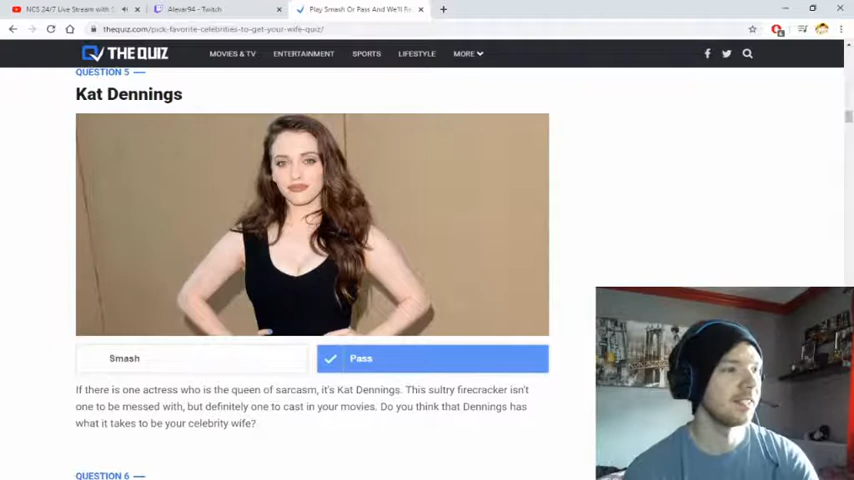 NCS 24/7 Live Stream with
Alevar94 - Twitch
Play Smash Or Pass And We'll Re
thequiz.com/pick-favorite-celebrities-to-get-your-wife-quiz/
THE QUIZ
MOVIES & TV
ENTERTAINMENT
SPORTS
LIFESTYLE
MORE
QUESTION 5
Kat Dennings
Smash
Pass
If there is one actress who is the queen of sarcasm, it's Kat Dennings. This sultry firecracker isn't
one to be messed with, but definitely one to cast in your movies. Do you think that Dennings has
what it takes to be your celebrity wife?
QUESTION 6